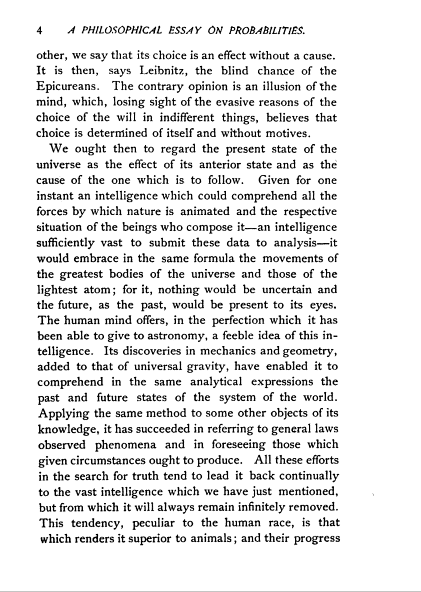 4 A PHILOSOPHICAL ESSAY ON PROBABILITIES.
other, we say that its choice is an effect without a cause.
It is then, says Leibnitz, the blind chance of the
Epicureans. The contrary opinion is an illusion of the
mind, which, losing sight of the evasive reasons of the
choice of the will in indifferent things, believes that
choice is determined of itself and without motives.
We ought then to regard the present state of the
universe as the effect of its anterior state and as the
cause of the one which is to follow. Given for one
instant an intelligence which could comprehend all the
forces by which nature is animated and the respective
situation of the beings who compose it—an intelligence
sufficiently vast to submit these data to analysis—it
would embrace in the same formula the movements of
the greatest bodies of the universe and those of the
lightest atom; for it, nothing would be uncertain and
the future, as the past, would be present to its eyes.
The human mind offers, in the perfection which it has
been able to give to astronomy, a feeble idea of this in-
telligence. Its discoveries in mechanics and geometry,
added to that of universal gravity, have enabled it to
comprehend in the same analytical expressions the
past and future states of the system of the world.
Applying the same method to some other objects of its
knowledge, it has succeeded in referring to general laws
observed phenomena and in foreseeing those which
given circumstances ought to produce. All these efforts
in the search for truth tend to lead it back continually
to the vast intelligence which we have just mentioned,
but from which it will always remain infinitely removed.
This tendency, peculiar to the human race, is that
which renders it superior to animals; and their progress